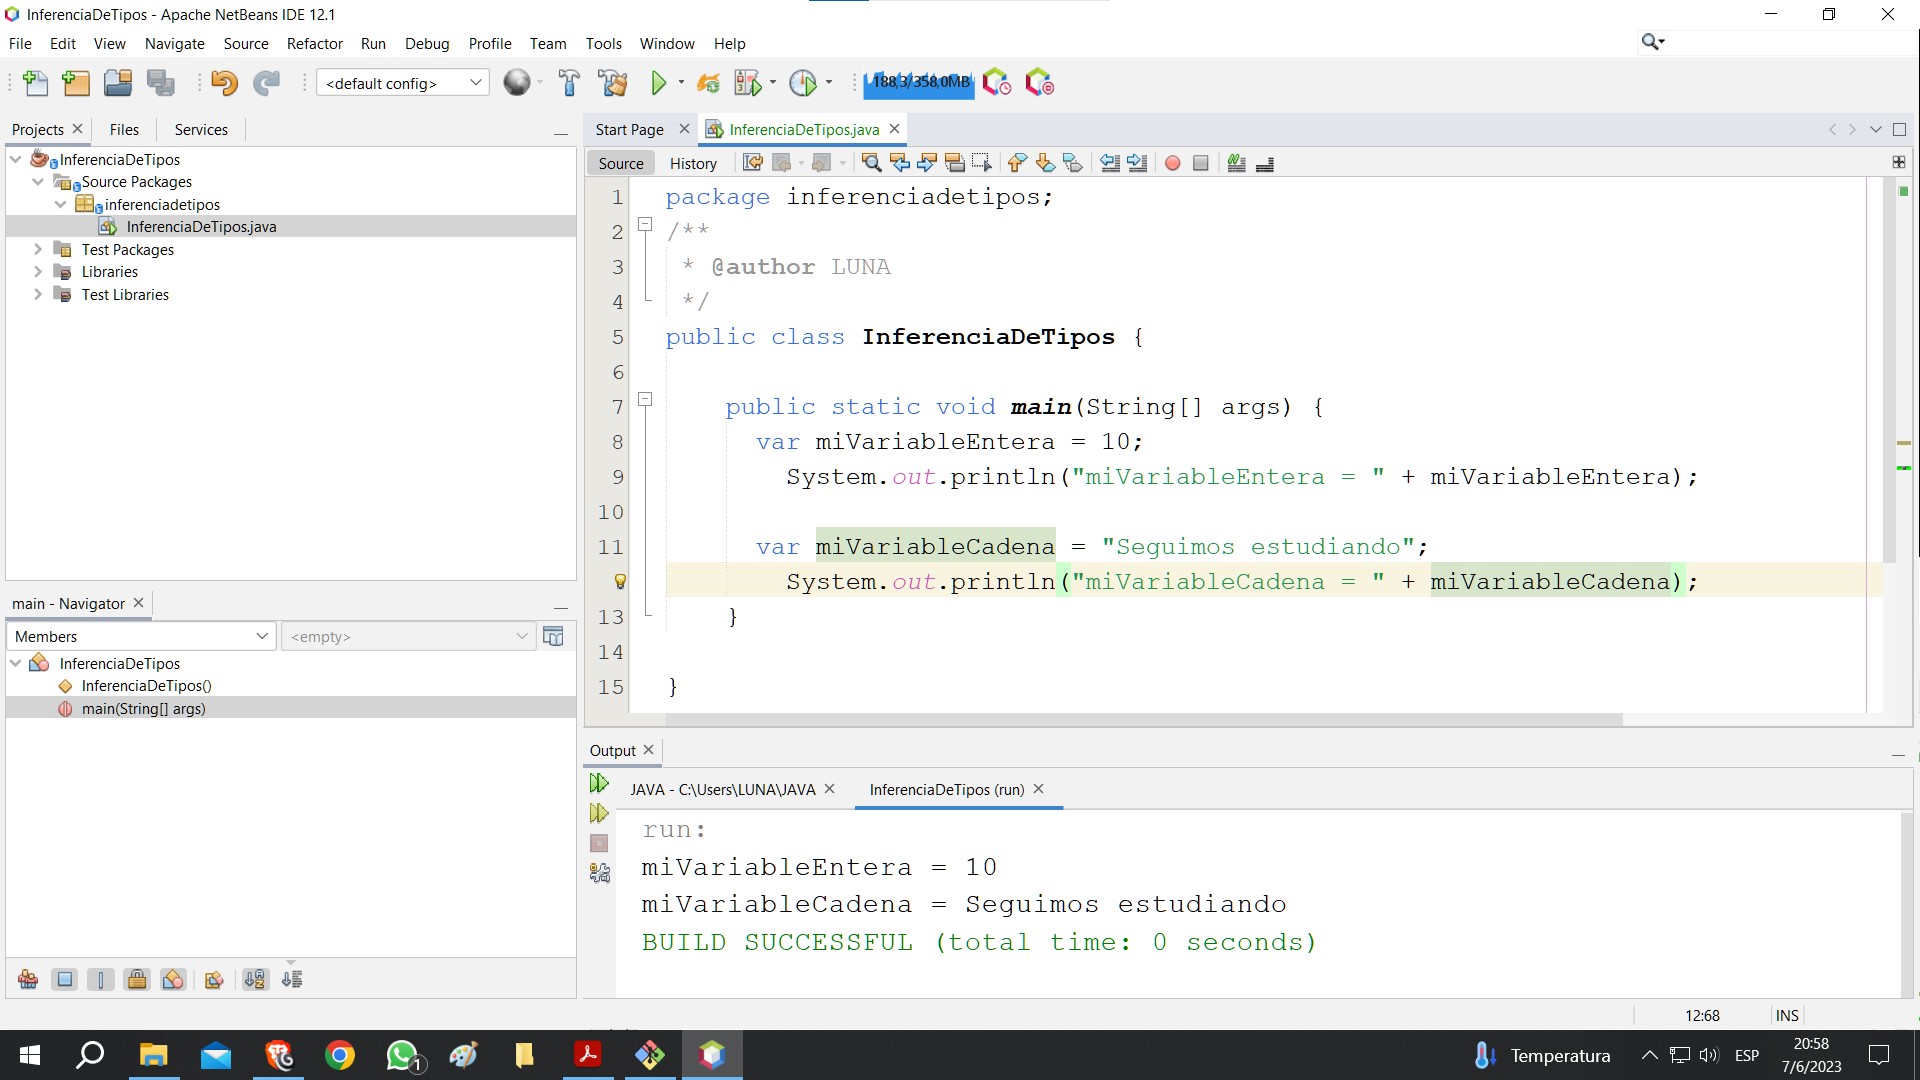 InferenciaDeTipos - Apache NetBeans IDE 12.1
File Edit View Navigate Source Refactor Run Debug Profile Team Tools Window Help
<default config>
188,3/358,0MB
Projects Files Services
InferenciaDeTipos
Source Packages
inferenciadetipos
InferenciaDeTipos.java
Test Packages
Libraries
Test Libraries
main - Navigator
Members <empty>
InferenciaDeTipos
InferenciaDeTipos()
main(String[] args)
Start Page InferenciaDeTipos.java
Source History
1 package inferenciadetipos;
2 /**
3 * @author LUNA
4 */
5 public class InferenciaDeTipos {
6
7 public static void main(String[] args) {
8 var miVariableEntera = 10;
9 System.out.println("miVariableEntera = " + miVariableEntera);
10
11 var miVariableCadena = "Seguimos estudiando";
System.out.println("miVariableCadena = " + miVariableCadena);
13 }
14
15 }
Output
JAVA - C:\Users\LUNA\JAVA InferenciaDeTipos (run)
run:
miVariableEntera = 10
miVariableCadena = Seguimos estudiando
BUILD SUCCESSFUL (total time: 0 seconds)
12:68 INS
1 Temperatura ESP 20:58
7/6/2023